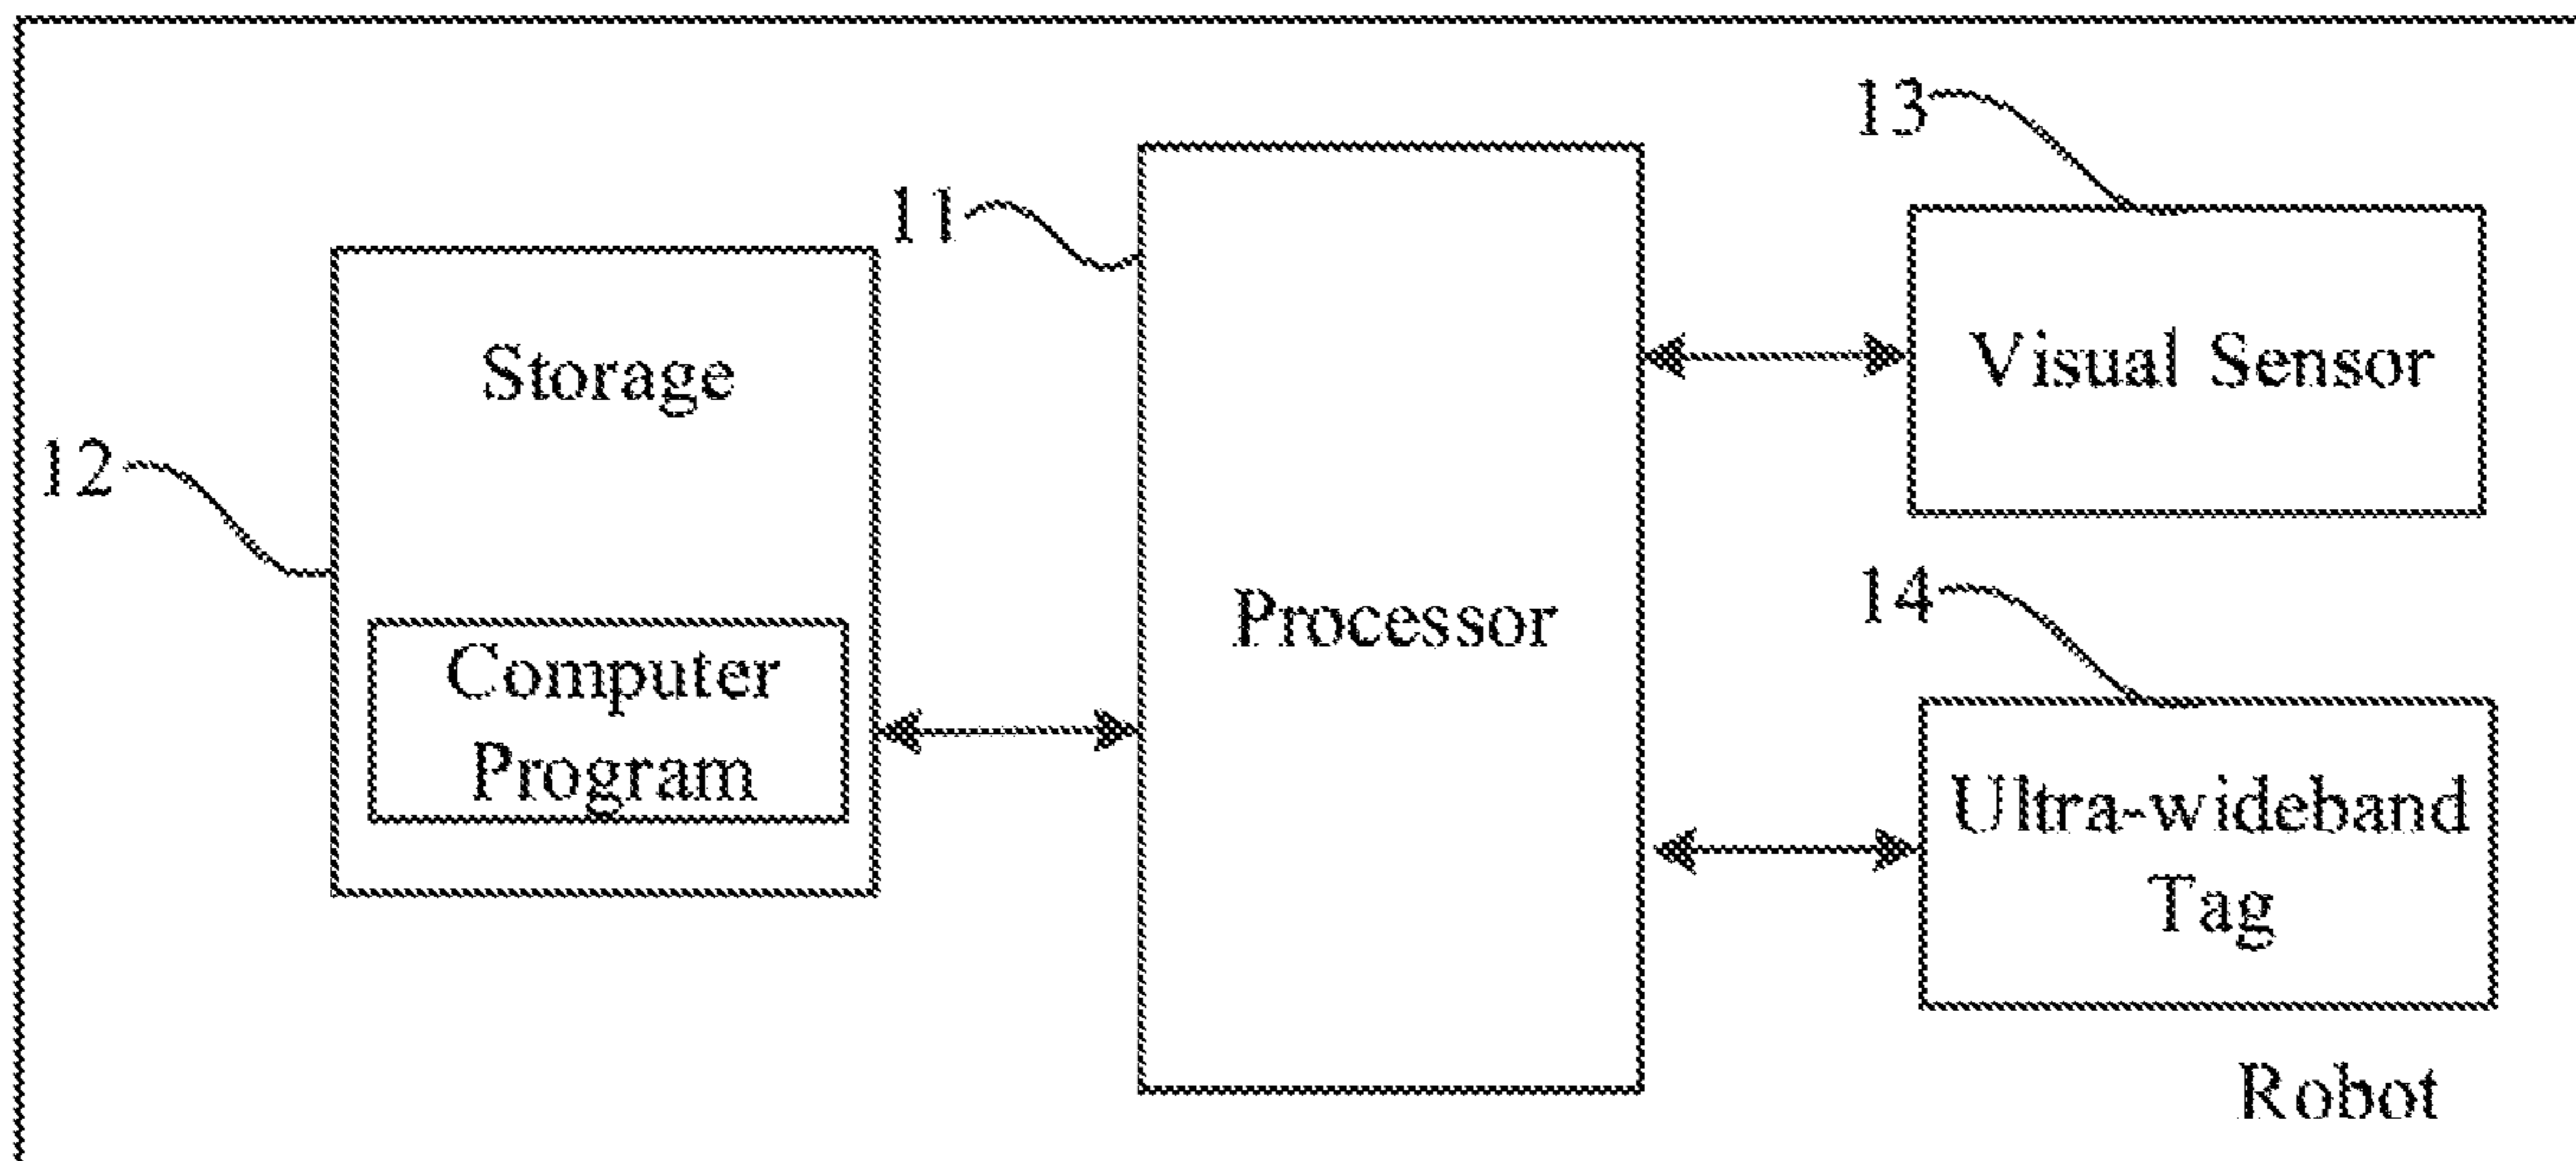 13
11
Storage
Visual Sensor
12
14
Processor
Computer
Program
Ultra-wideband
Tag
Robot